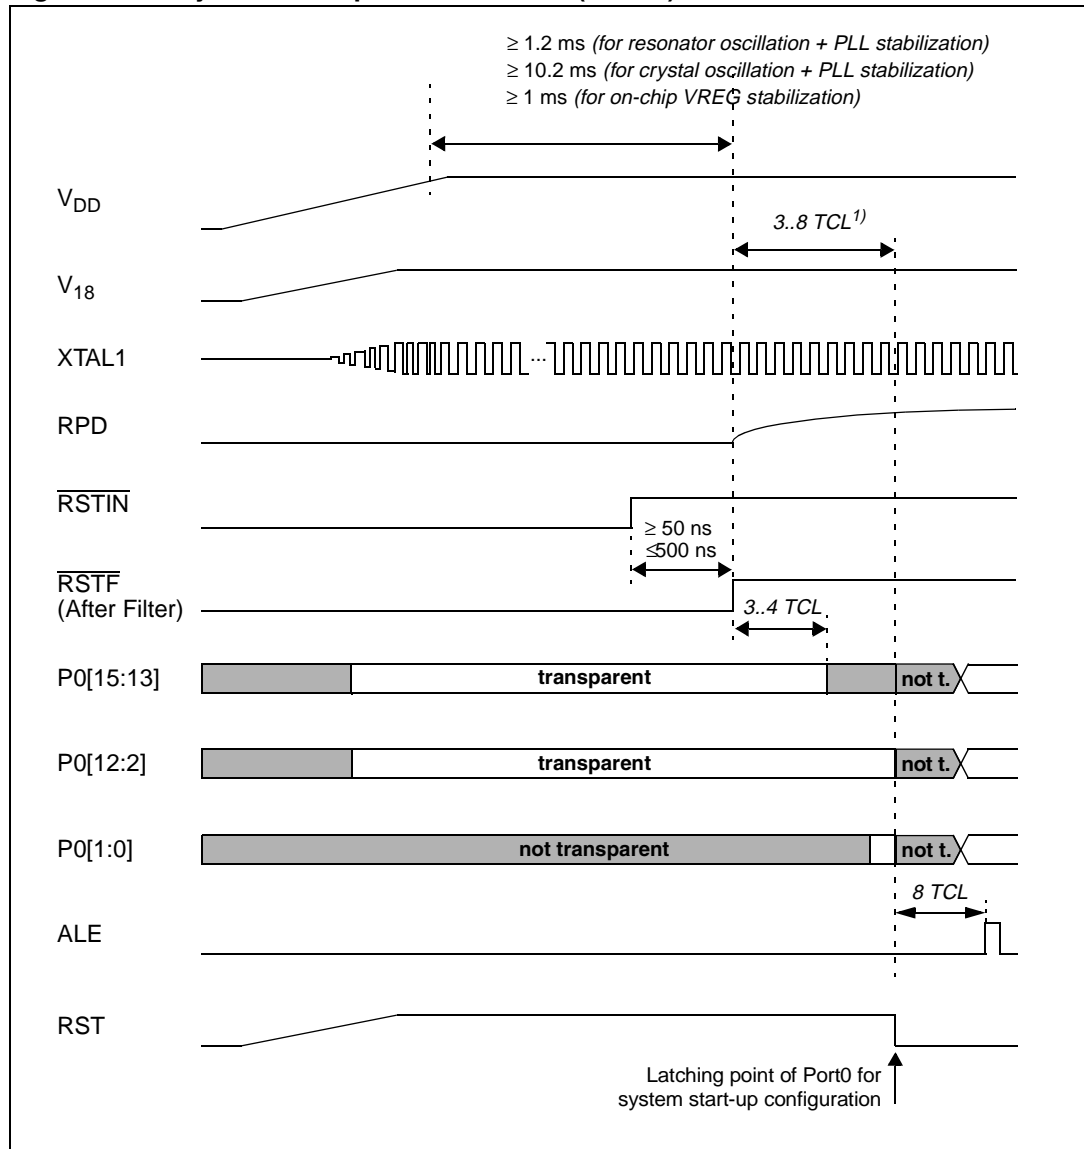 ≥ 1.2 ms (for resonator oscillation + PLL stabilization)
≥ 10.2 ms (for crystal oscillation + PLL stabilization)
≥ 1 ms (for on-chip VREG stabilization)
VDD
3..8 TCL1)
V18
XTAL1
...
RPD
RSTIN
≥ 50 ns
≤500 ns
RSTF
(After Filter)
3..4 TCL
P0[15:13]
transparent
not t.
P0[12:2]
transparent
not t.
P0[1:0]
not transparent
not t.
8 TCL
ALE
RST
Latching point of Port0 for
system start-up configuration